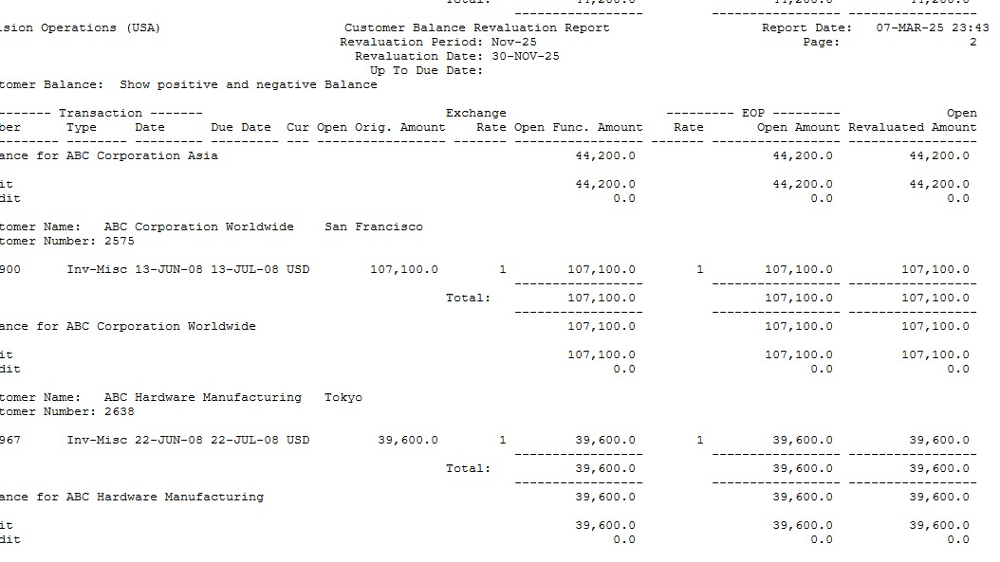 Total: 44,200.0 44,200.0 44,200.0
------------------ ------------------ ------------------
sion Operations (USA) Customer Balance Revaluation Report Report Date: 07-MAR-25 23:43
Revaluation Period: Nov-25 Page: 2
Revaluation Date: 30-NOV-25
Up To Due Date:
tomer Balance: Show positive and negative Balance
------- Transaction ------- Exchange --------- EOP --------- Open
ber Type Date Due Date Cur Open Orig. Amount Rate Open Func. Amount Rate Open Amount Revaluated Amount
ance for ABC Corporation Asia 44,200.0 44,200.0 44,200.0
it 44,200.0 44,200.0 44,200.0
dit 0.0 0.0 0.0
tomer Name: ABC Corporation Worldwide San Francisco
tomer Number: 2575
900 Inv-Misc 13-JUN-08 13-JUL-08 USD 107,100.0 1 107,100.0 1 107,100.0 107,100.0
Total: 107,100.0 107,100.0 107,100.0
ance for ABC Corporation Worldwide 107,100.0 107,100.0 107,100.0
it 107,100.0 107,100.0 107,100.0
dit 0.0 0.0 0.0
tomer Name: ABC Hardware Manufacturing Tokyo
tomer Number: 2638
967 Inv-Misc 22-JUN-08 22-JUL-08 USD 39,600.0 1 39,600.0 1 39,600.0 39,600.0
Total: 39,600.0 39,600.0 39,600.0
ance for ABC Hardware Manufacturing 39,600.0 39,600.0 39,600.0
it 39,600.0 39,600.0 39,600.0
dit 0.0 0.0 0.0